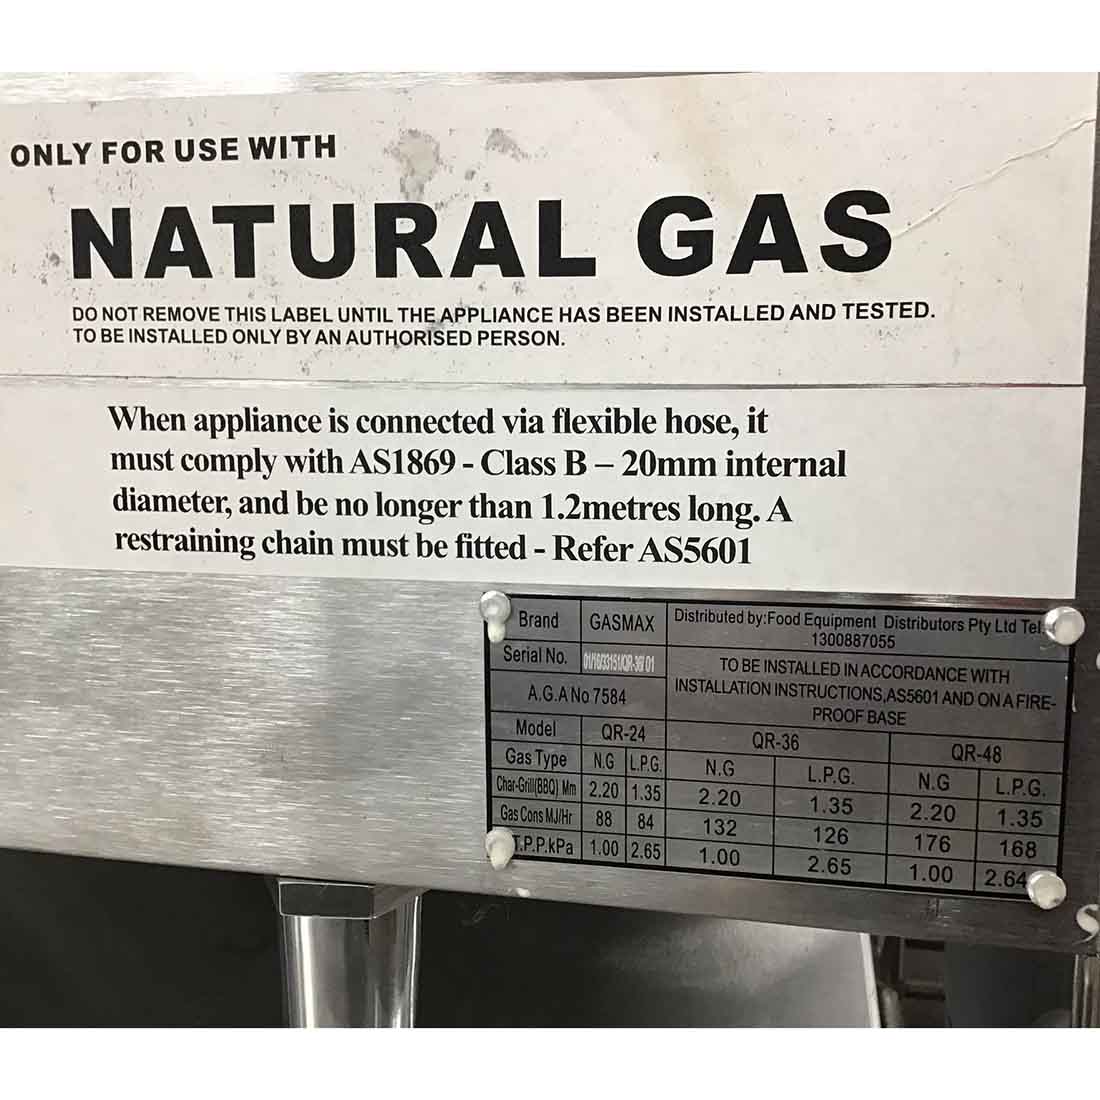 ONLY FOR USE WITH
NATURAL GAS
DO NOT REMOVE THIS LABEL UNTIL THE APPLIANCE HAS BEEN INSTALLED AND TESTED.
TO BE INSTALLED ONLY BY AN AUTHORISED PERSON.
When appliance is connected via flexible hose, it
must comply with AS1869 - Class B – 20mm internal
diameter, and be no longer than 1.2metres long. A
restraining chain must be fitted - Refer AS5601
Brand GASMAX Distributed by:Food Equipment Distributors Pty Ltd Tel:
1300887055
Serial No.
TO BE INSTALLED IN ACCORDANCE WITH
INSTALLATION INSTRUCTIONS,AS5601 AND ON A FIRE-
PROOF BASE
A.G.A No 7584
Model QR-24 QR-36 QR-48
Gas Type N.G L.P.G. N.G L.P.G. N.G L.P.G.
Char-Grill(BBQ) Mm 2.20 1.35 2.20 1.35 2.20 1.35
Gas Cons MJ/Hr 88 84 132 126 176 168
T.P.P.kPa 1.00 2.65 1.00 2.65 1.00 2.64